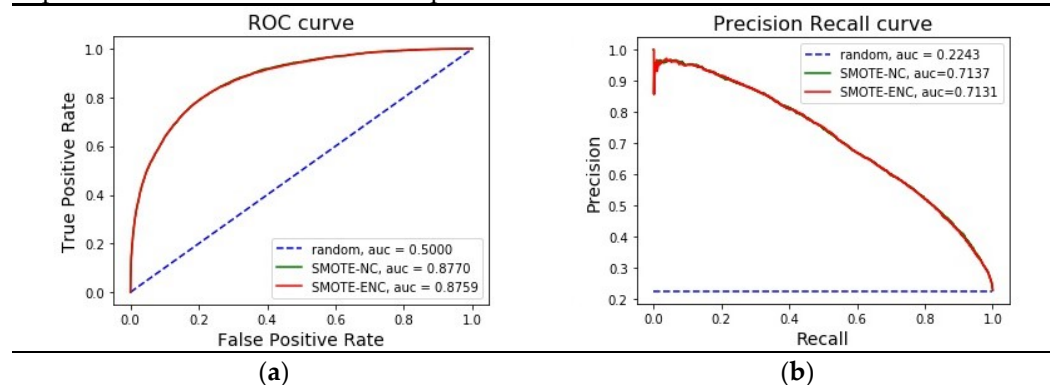 ROC curve
1.0
0.8
0.6
0.4
0.2
0.0
True Positive Rate
random, auc = 0.5000
SMOTE-NC, auc = 0.8770
SMOTE-ENC, auc = 0.8759
0.0 0.2 0.4 0.6 0.8 1.0
False Positive Rate
(a)
Precision Recall curve
1.0
0.9
0.8
0.7
0.6
0.5
0.4
0.3
0.2
Precision
random, auc = 0.2243
SMOTE-NC, auc=0.7137
SMOTE-ENC, auc=0.7131
0.0 0.2 0.4 0.6 0.8 1.0
Recall
(b)